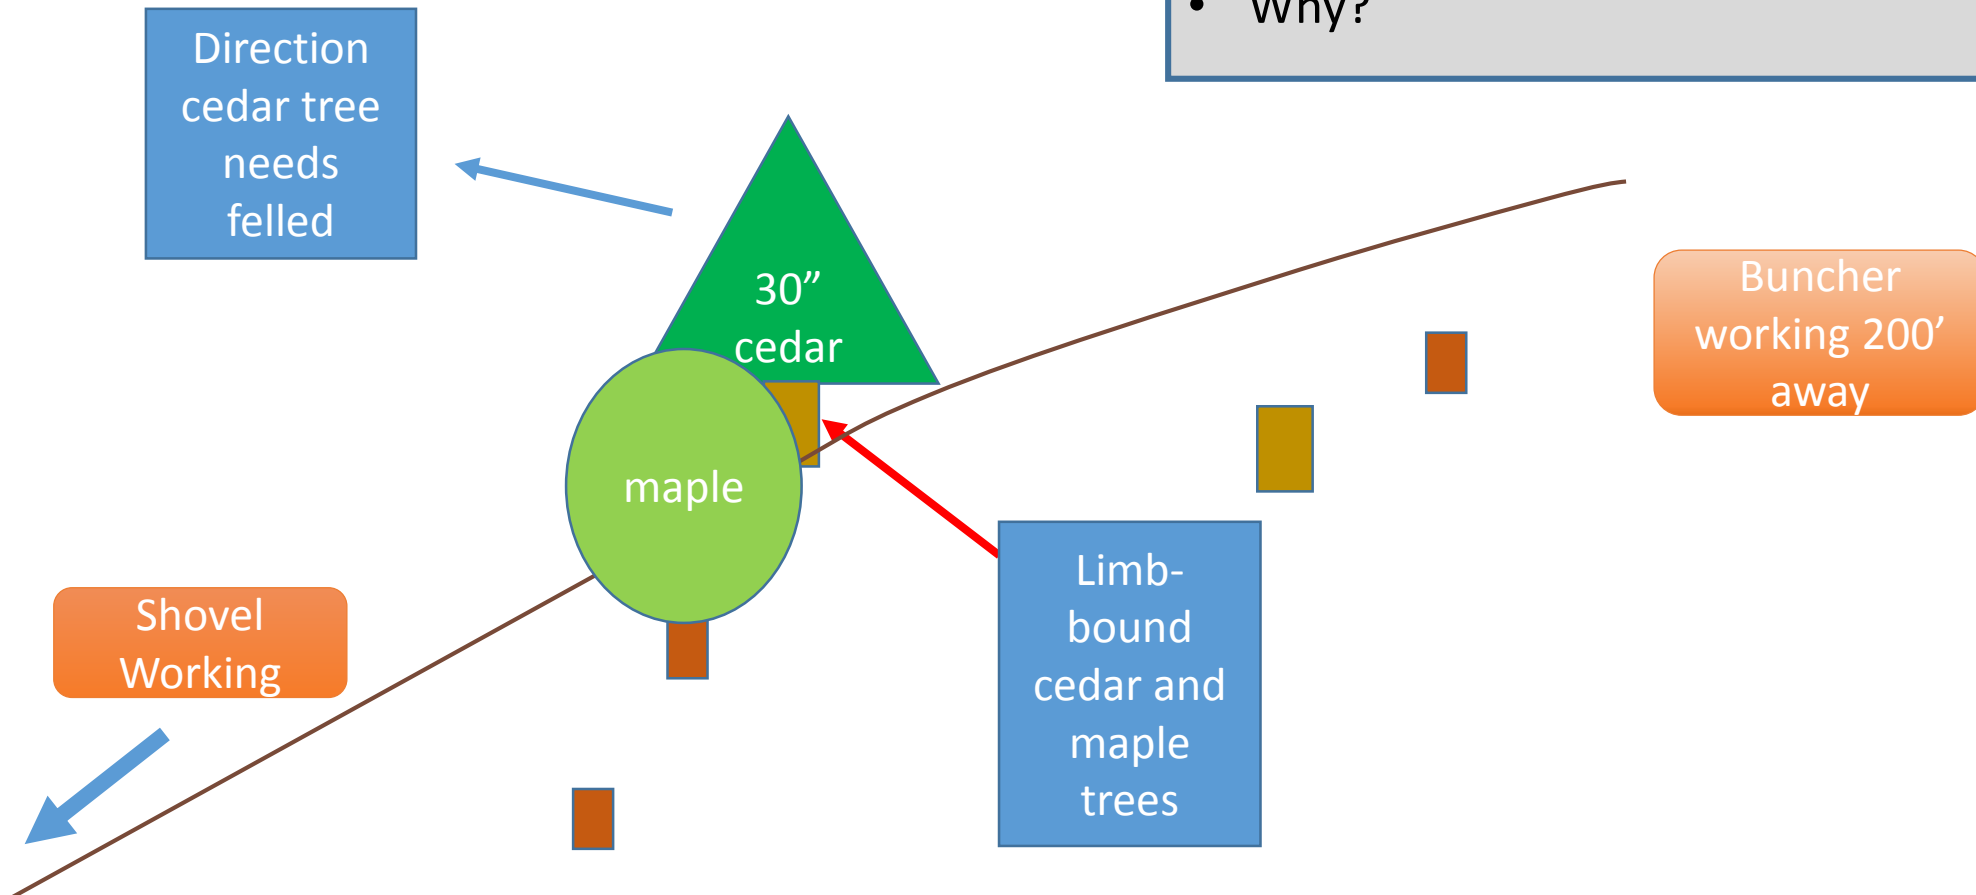 • Why?
Direction
cedar tree
needs
felled
30”
cedar
Buncher
working 200’
away
maple
Limb-
bound
cedar and
maple
trees
Shovel
Working